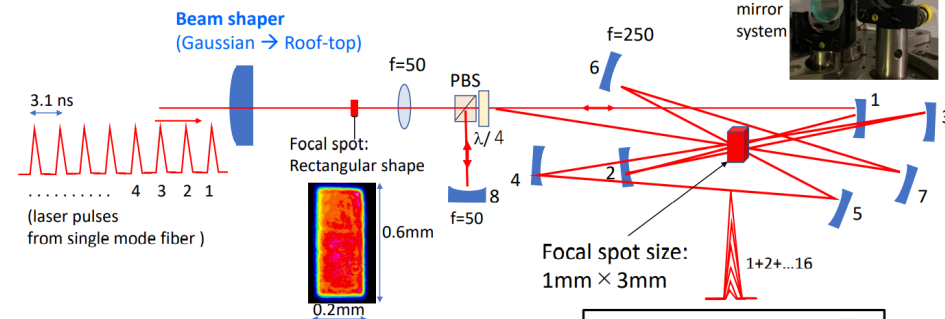 Beam shaper
(Gaussian → Roof-top)
mirror
system
f=250
f=50
PBS
6
3.1 ns
1
3
λ/ 4
Focal spot:
Rectangular shape
4
2
. . . . . . . . . . 4 3 2 1
8
7
5
(laser pulses
from single mode fiber )
f=50
0.6mm
Focal spot size:
1mm × 3mm
1+2+...16
0.2mm